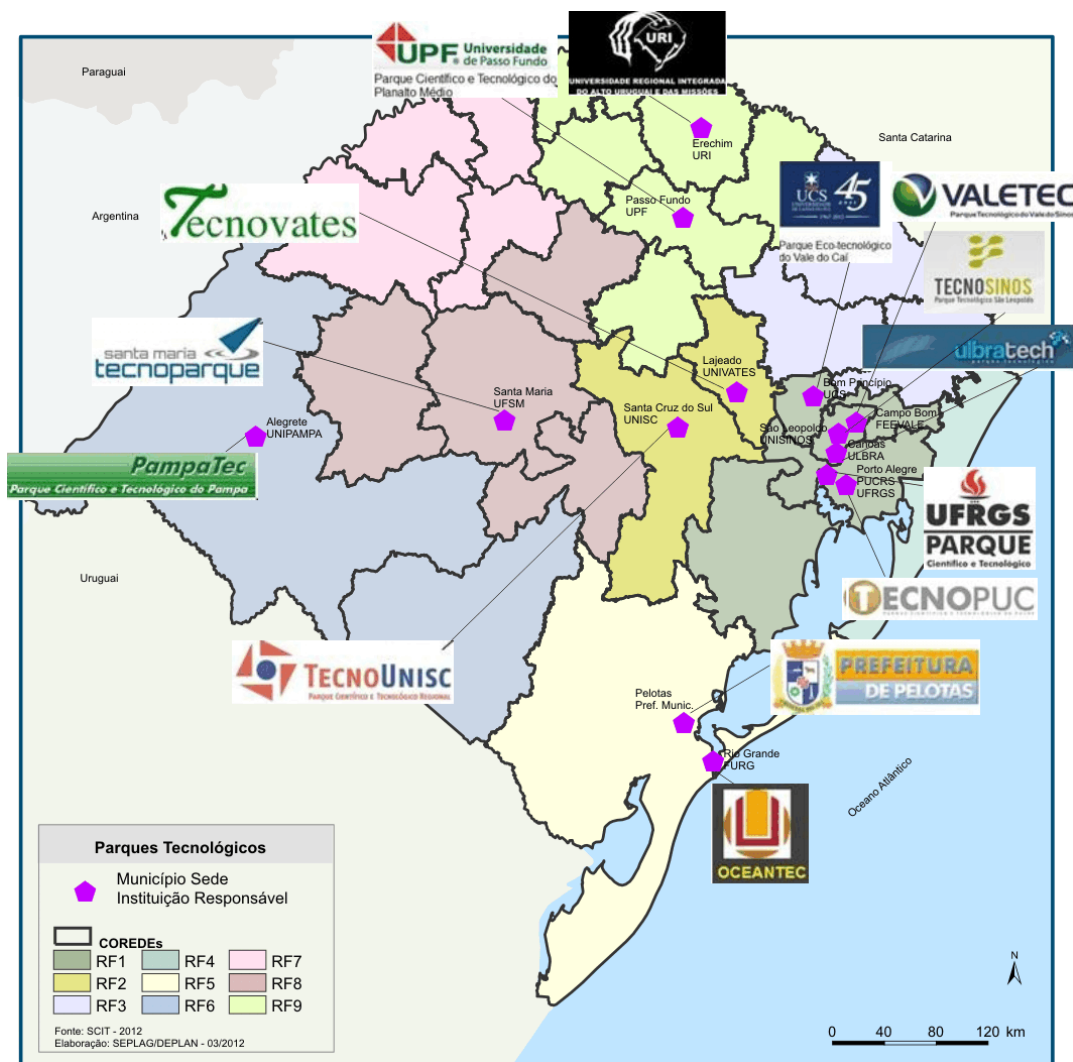 UPF Universidade
de Passo Fundo
Parque Científico e Tecnológico do
Planalto Médio
URI
UNIVERSIDADE REGIONAL INTEGRADA
DO ALTO URUGUAI E DAS MISSÕES
Paraguai
Santa Catarina
Erechim
URI
UCS 45
Parque Eco-tecnológico
do Vale do Caí
VALETEC
Parque Tecnológico do Vale do Sinos
Argentina
Tecnovates
Passo Fundo
UPF
TECNOSINOS
Parque Tecnológico São Leopoldo
ulbratech
parque tecnológico
santa maria
tecnoparque
Lajeado
UNIVATES
Bom Princípio
UCS
Santa Maria
UFSM
Santa Cruz do Sul
UNISC
Campo Bom
FEEVALE
São Leopoldo
UNISINOS
Canoas
ULBRA
Alegrete
UNIPAMPA
PampaTec
Parque Científico e Tecnológico do Pampa
Porto Alegre
PUCRS
UFRGS
UFRGS
PARQUE
Científico e Tecnológico
TECNOPUC
Uruguai
TECNOUNISC
PARQUE CIENTÍFICO E TECNOLÓGICO REGIONAL
PREFEITURA
DE PELOTAS
Pelotas
Pref. Munic.
Rio Grande
FURG
OCEANTEC
Oceano Atlântico
Parques Tecnológicos
Município Sede
Instituição Responsável
COREDEs
RF1 RF4 RF7
RF2 RF5 RF8
RF3 RF6 RF9
Fonte: SCIT - 2012
Elaboração: SEPLAG/DEPLAN - 03/2012
N
0 40 80 120 km